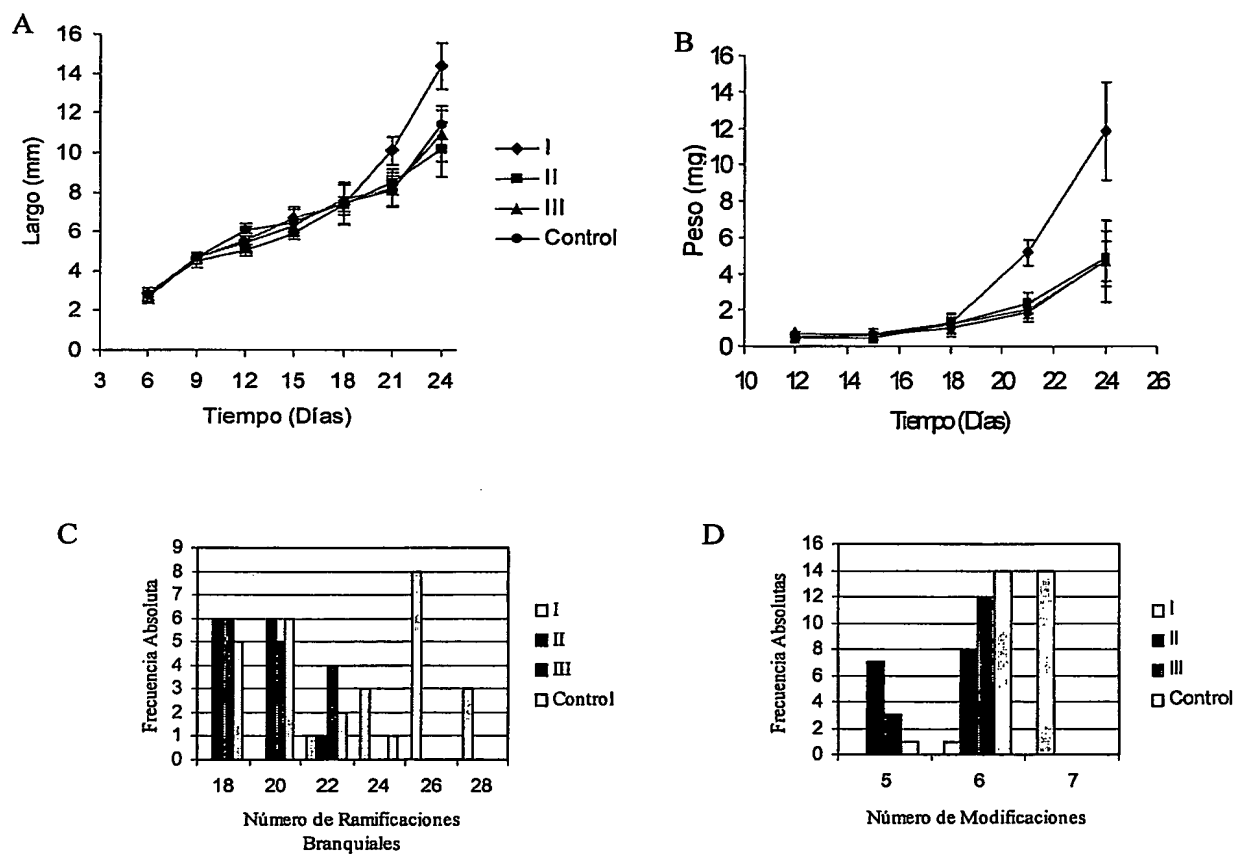 A
16
14
12
10
8
6
4
2
0
Largo (mm)
3 6 9 12 15 18 21 24
Tiempo (Días)
I
II
III
Control
B
16
14
12
10
8
6
4
2
0
Peso (mg)
10 12 14 16 18 20 22 24 26
Tiempo (Días)
C
9
8
7
6
5
4
3
2
1
0
Frecuencia Absoluta
18 20 22 24 26 28
Número de Ramificaciones
Branquiales
I
II
III
Control
D
16
14
12
10
8
6
4
2
0
Frecuencias Absolutas
5 6 7
Número de Modificaciones
I
II
III
Control